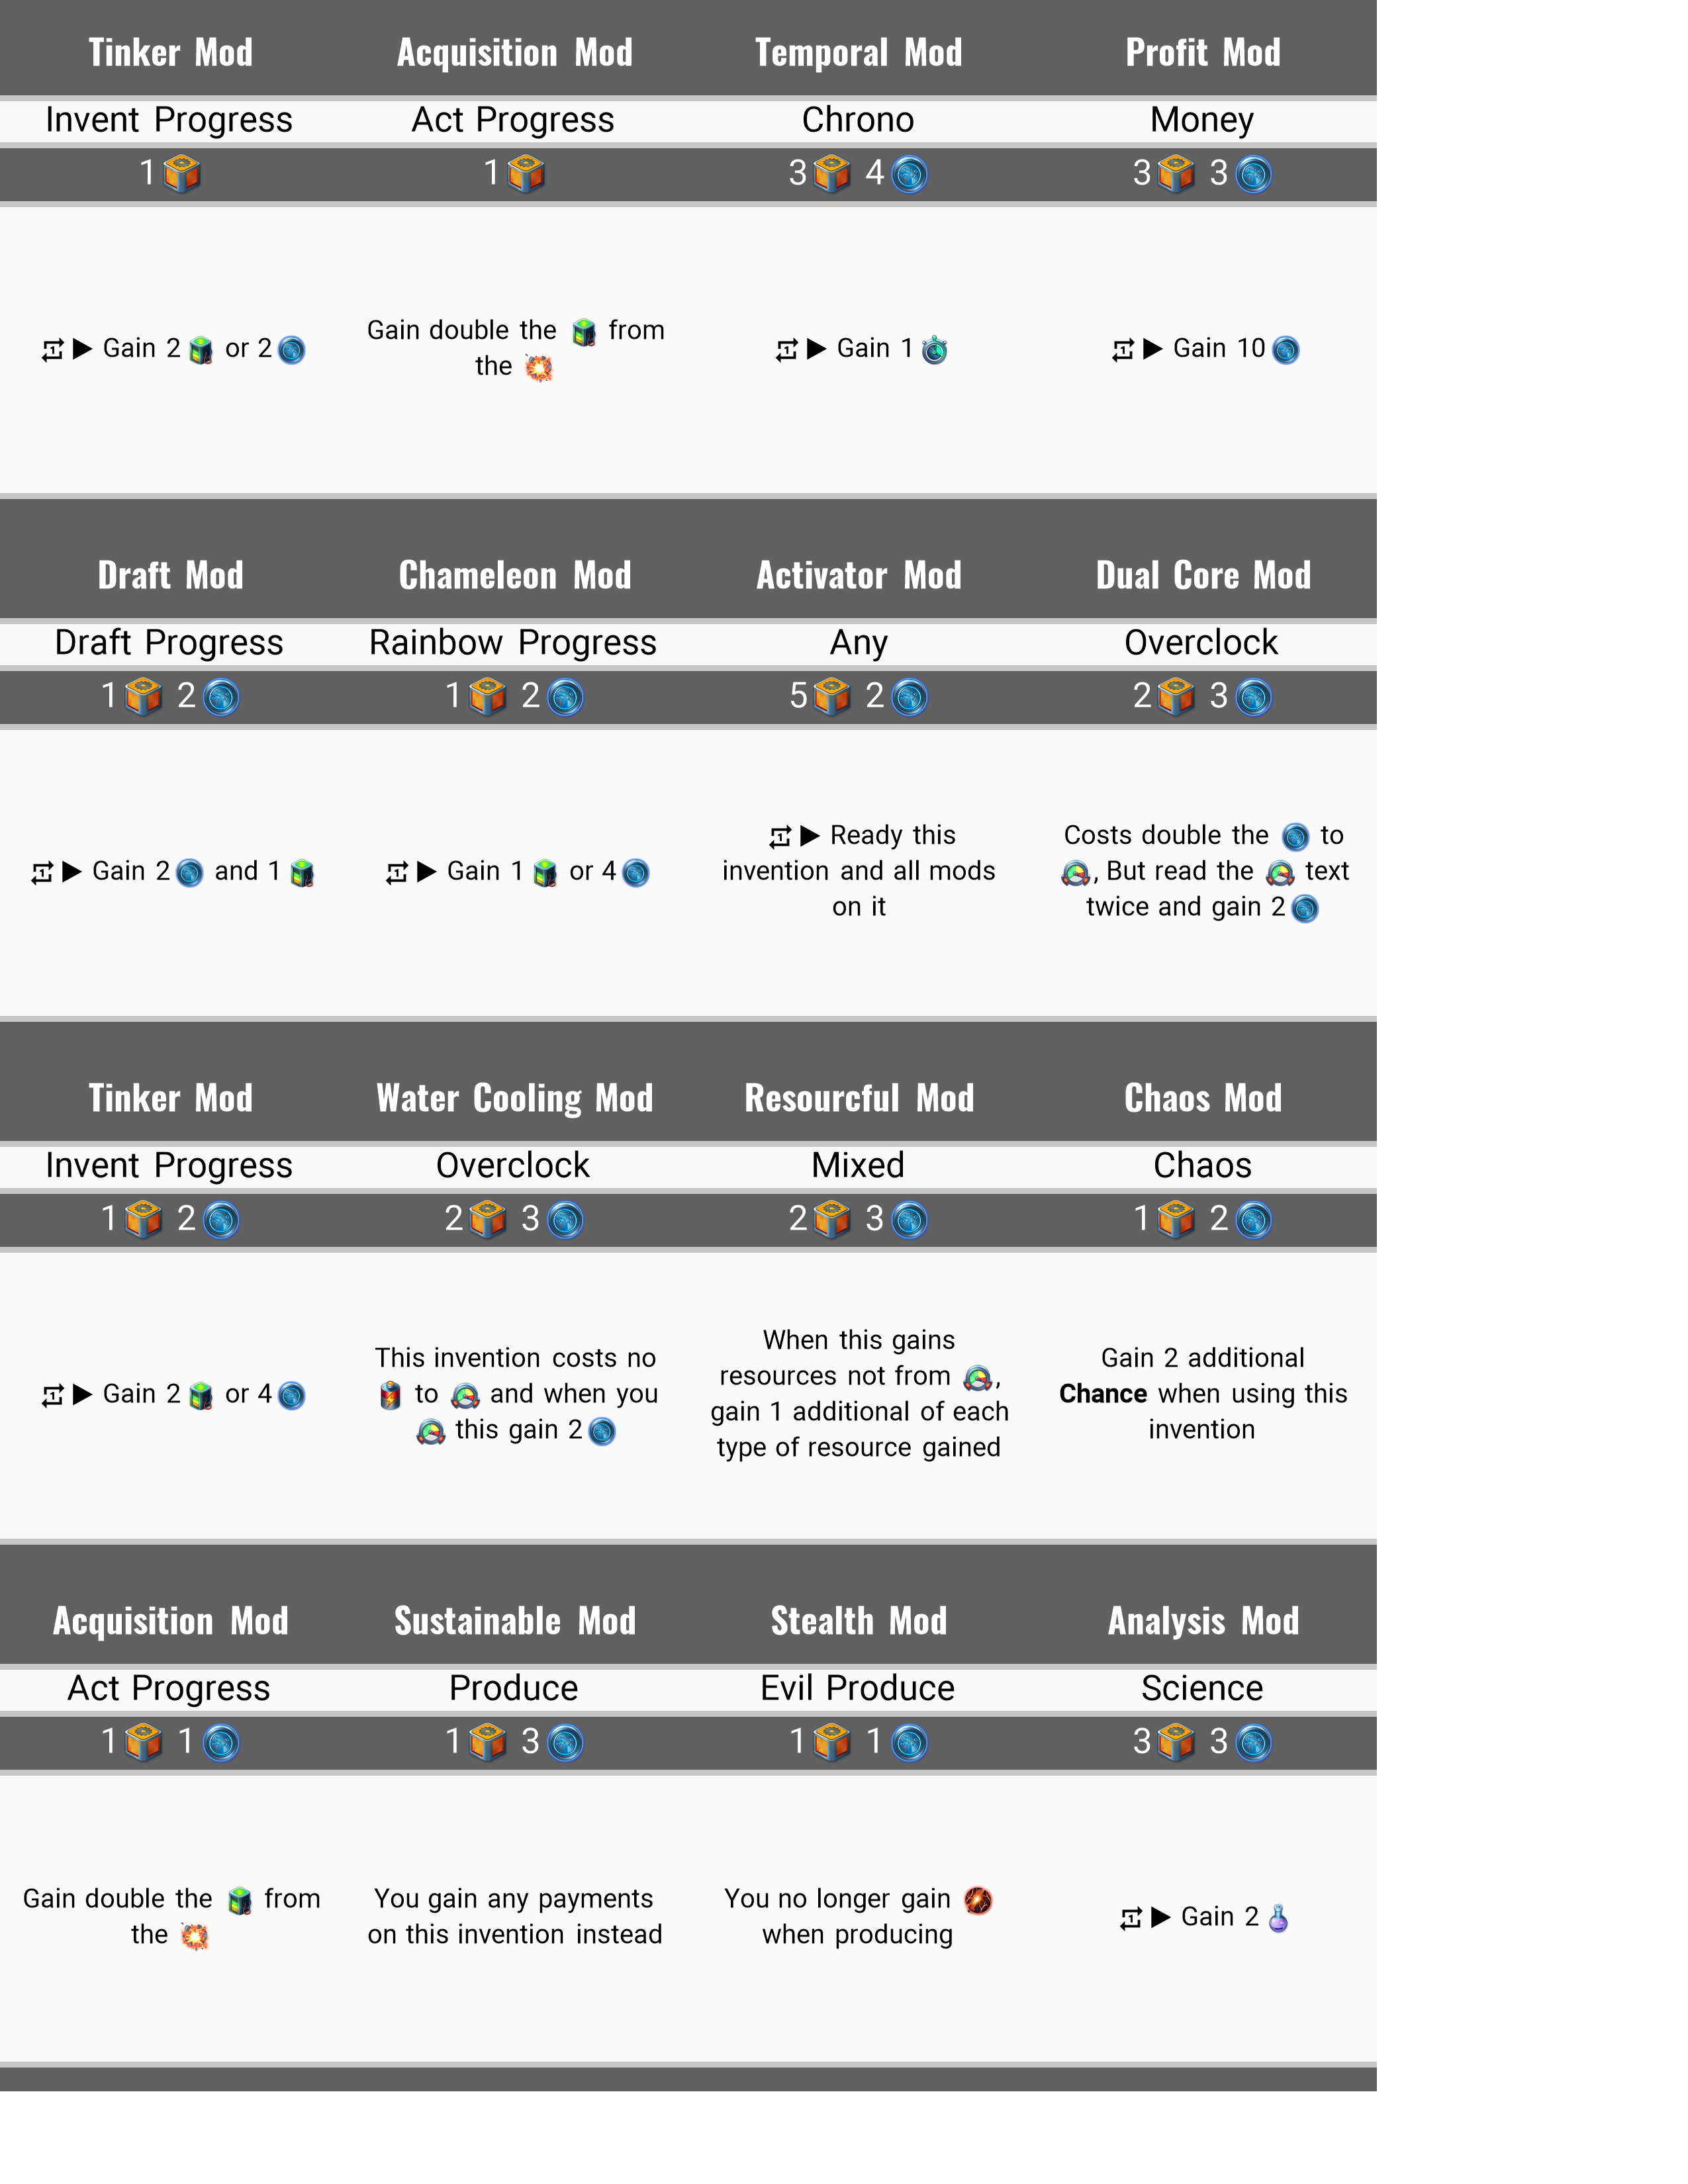 Tinker Mod
Invent Progress
1
Gain 2 or 2
Acquisition Mod
Act Progress
1
Gain double the from
the
Temporal Mod
Chrono
3 4
1 Gain 1
Profit Mod
Money
3 3
1 Gain 10
Draft Mod
Draft Progress
1 2
1 Gain 2 and 1
Chameleon Mod
Rainbow Progress
1 2
1 Gain 1 or 4
Activator Mod
Any
5 2
1 Ready this
invention and all mods
on it
Dual Core Mod
Overclock
2 3
Costs double the to
, But read the text
twice and gain 2
Tinker Mod
Invent Progress
1 2
1 Gain 2 or 4
Water Cooling Mod
Overclock
2 3
This invention costs no
to and when you
this gain 2
Resourcful Mod
Mixed
2 3
When this gains
resources not from ,
gain 1 additional of each
type of resource gained
Chaos Mod
Chaos
1 2
Gain 2 additional
Chance when using this
invention
Acquisition Mod
Act Progress
1 1
Gain double the from
the
Sustainable Mod
Produce
1 3
You gain any payments
on this invention instead
Stealth Mod
Evil Produce
1 1
You no longer gain
when producing
Analysis Mod
Science
3 3
1 Gain 2